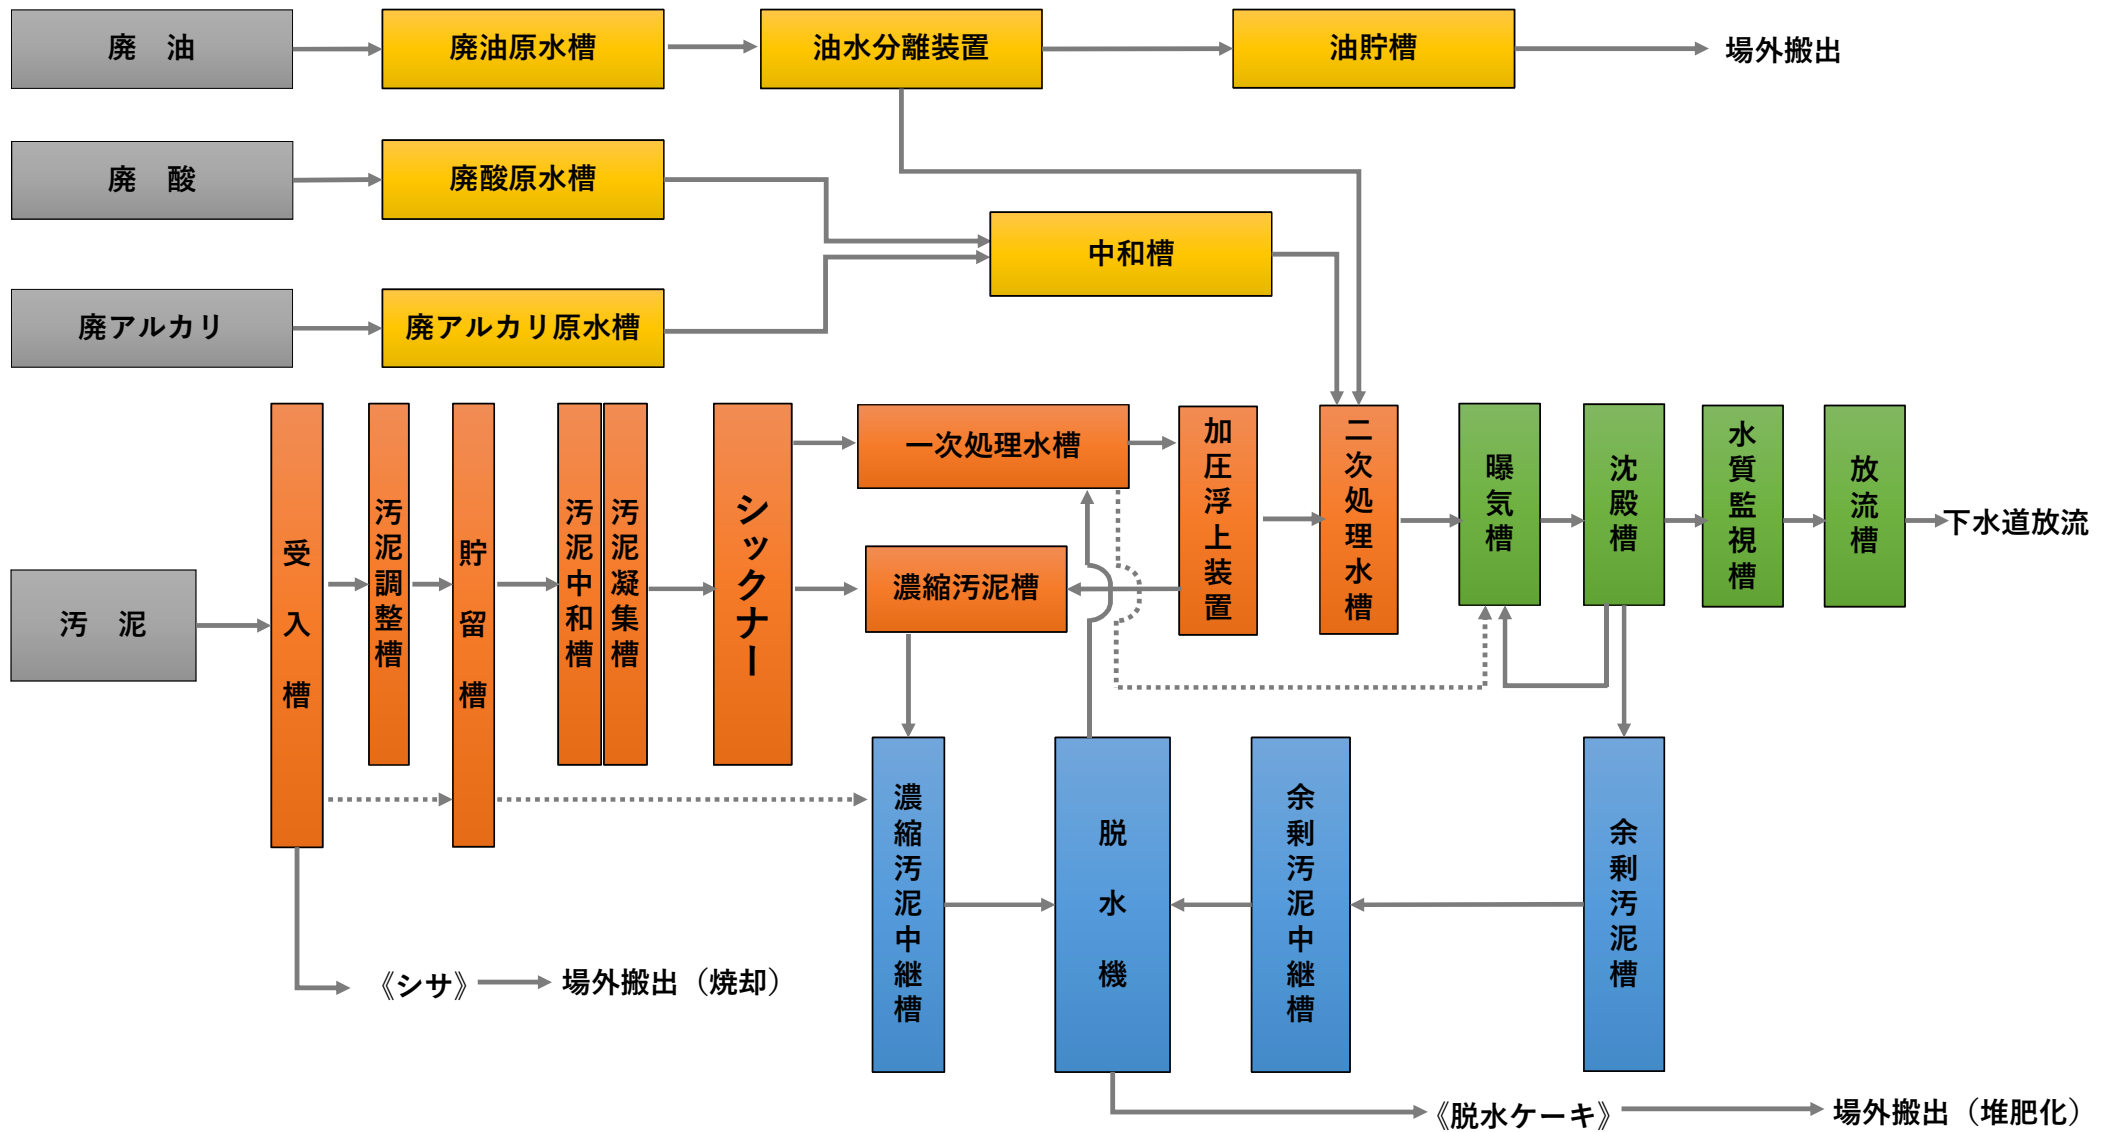 廃　油
廃油原水槽
油水分離装置
油貯槽
場外搬出
廃　酸
廃酸原水槽
中和槽
廃アルカリ
廃アルカリ原水槽
汚　泥
受入槽
汚泥調整槽
貯留槽
汚泥中和槽
汚泥凝集槽
シックナー
一次処理水槽
濃縮汚泥槽
加圧浮上装置
二次処理水槽
曝気槽
沈殿槽
水質監視槽
放流槽
下水道放流
濃縮汚泥中継槽
脱水機
余剰汚泥中継槽
余剰汚泥槽
《シサ》
場外搬出（焼却）
《脱水ケーキ》
場外搬出（堆肥化）